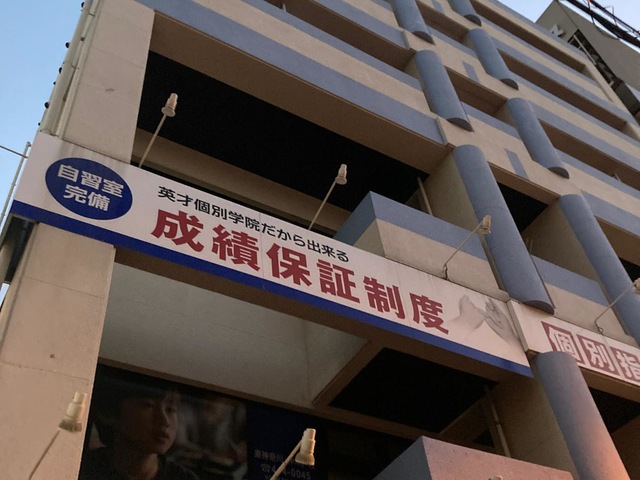 自習室
完備
英才個別学院だから出来る
成績保証制度
個別指